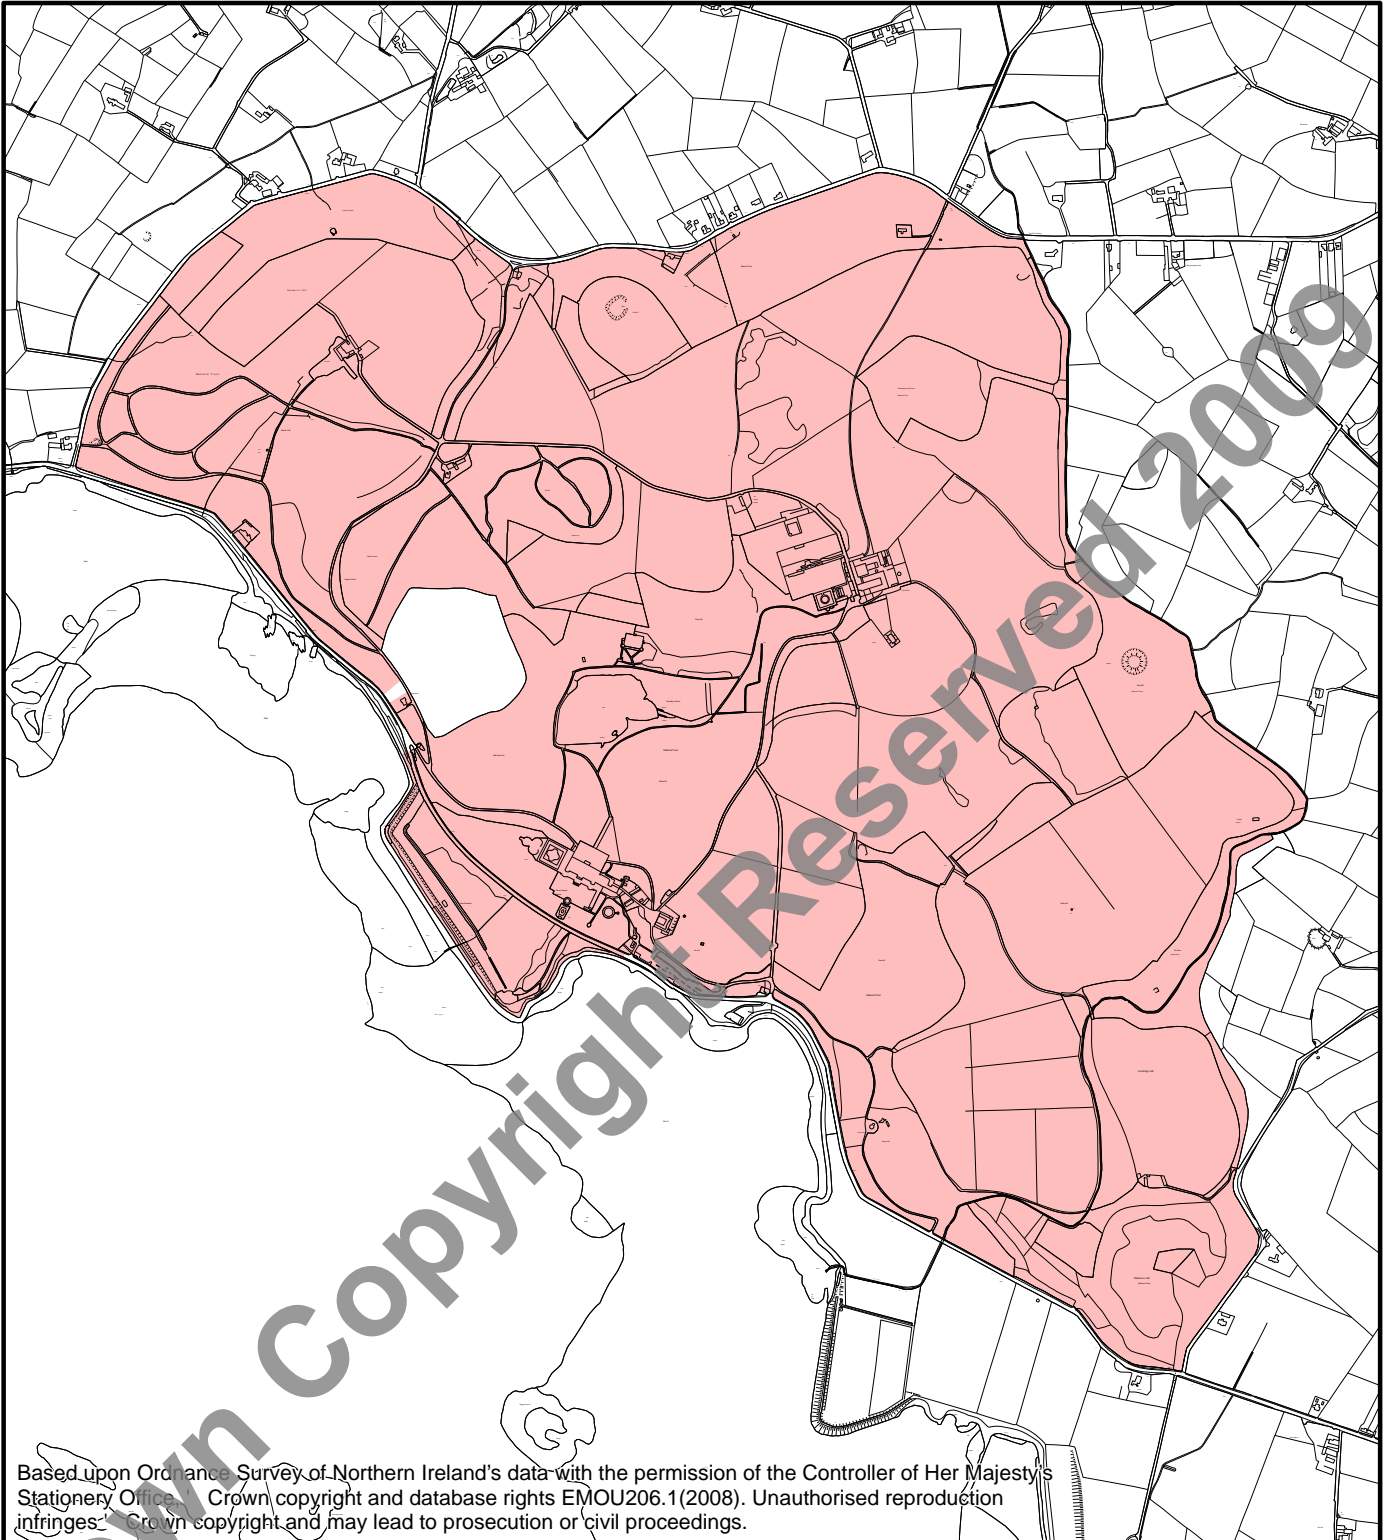 wn Copyright Reserved 2009
Based upon Ordnance Survey of Northern Ireland's data with the permission of the Controller of Her Majesty's
Stationery Office, ' Crown copyright and database rights EMOU206.1(2008). Unauthorised reproduction
infringes ' Crown copyright and may lead to prosecution or civil proceedings.